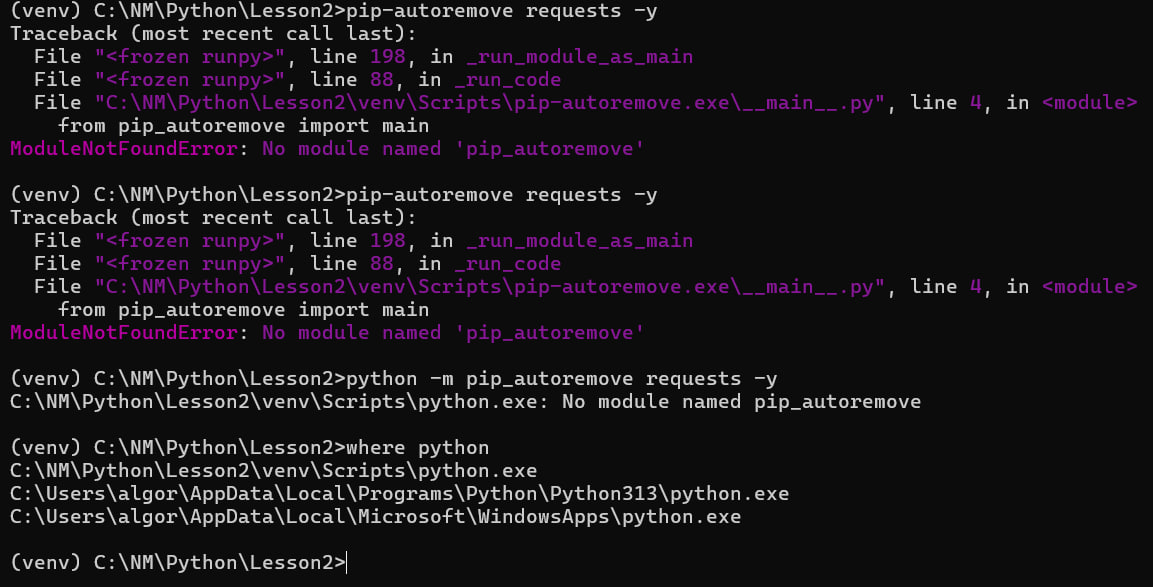 (venv) C:\NM\Python\Lesson2>pip-autoremove requests -y
Traceback (most recent call last):
  File "<frozen runpy>", line 198, in _run_module_as_main
  File "<frozen runpy>", line 88, in _run_code
  File "C:\NM\Python\Lesson2\venv\Scripts\pip-autoremove.exe\__main__.py", line 4, in <module>
    from pip_autoremove import main
ModuleNotFoundError: No module named 'pip_autoremove'

(venv) C:\NM\Python\Lesson2>pip-autoremove requests -y
Traceback (most recent call last):
  File "<frozen runpy>", line 198, in _run_module_as_main
  File "<frozen runpy>", line 88, in _run_code
  File "C:\NM\Python\Lesson2\venv\Scripts\pip-autoremove.exe\__main__.py", line 4, in <module>
    from pip_autoremove import main
ModuleNotFoundError: No module named 'pip_autoremove'

(venv) C:\NM\Python\Lesson2>python -m pip_autoremove requests -y
C:\NM\Python\Lesson2\venv\Scripts\python.exe: No module named pip_autoremove

(venv) C:\NM\Python\Lesson2>where python
C:\NM\Python\Lesson2\venv\Scripts\python.exe
C:\Users\algor\AppData\Local\Programs\Python\Python313\python.exe
C:\Users\algor\AppData\Local\Microsoft\WindowsApps\python.exe

(venv) C:\NM\Python\Lesson2>